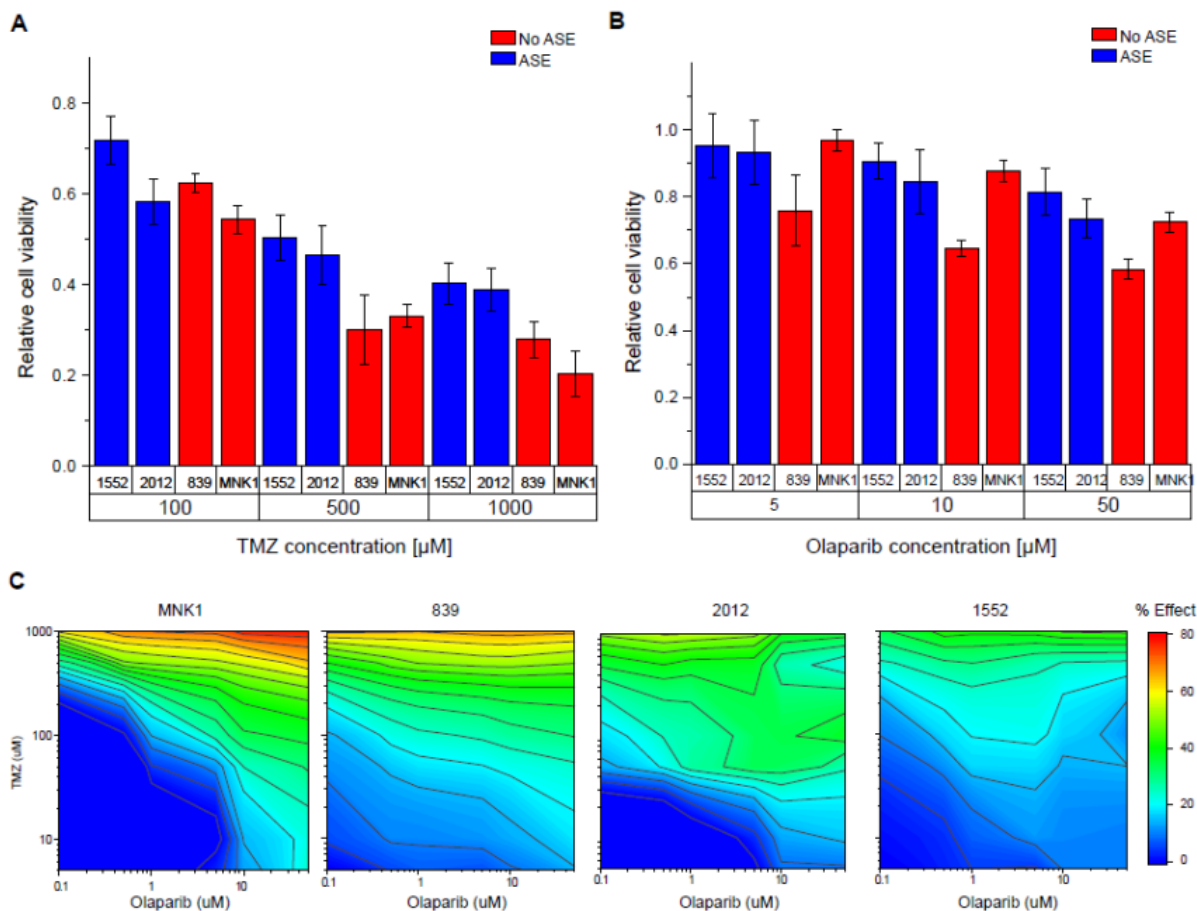 A
No ASE
ASE
Relative cell viability
0.8
0.6
0.4
0.2
0.0
1552 2012 839 MNK1 1552 2012 839 MNK1 1552 2012 839 MNK1
100 500 1000
TMZ concentration [µM]
B
No ASE
ASE
Relative cell viability
1.0
0.8
0.6
0.4
0.2
0.0
1552 2012 839 MNK1 1552 2012 839 MNK1 1552 2012 839 MNK1
5 10 50
Olaparib concentration [µM]
C
MNK1 839 2012 1552 % Effect
TMZ (uM)
1000
100
10
80
60
40
20
0
0.1 1 10 0.1 1 10 0.1 1 10 0.1 1 10
Olaparib (uM) Olaparib (uM) Olaparib (uM) Olaparib (uM)